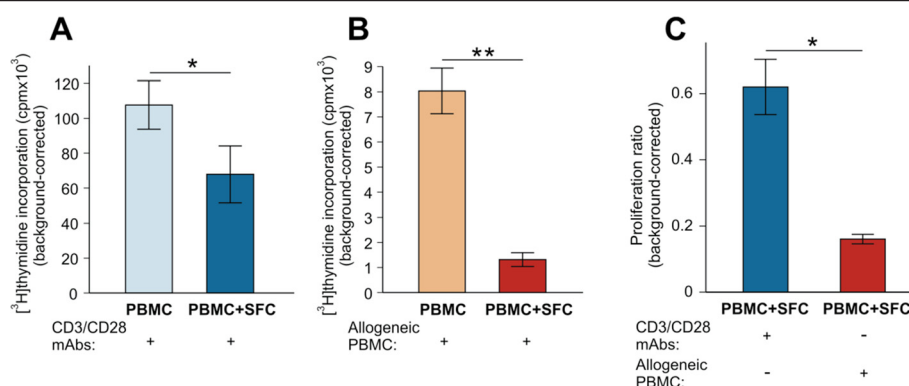 A
[³H]thymidine incorporation (cpmx10³)
(background-corrected)
120
100
80
60
40
20
0
*
PBMC PBMC+SFC
CD3/CD28
mAbs: + +
B
[³H]thymidine incorporation (cpmx10³)
(background-corrected)
9
8
7
6
5
4
3
2
1
0
**
PBMC PBMC+SFC
Allogeneic
PBMC: + +
C
Proliferation ratio
(background-corrected)
0.6
0.4
0.2
0
*
PBMC+SFC PBMC+SFC
CD3/CD28
mAbs: + -
Allogeneic
PBMC: - +